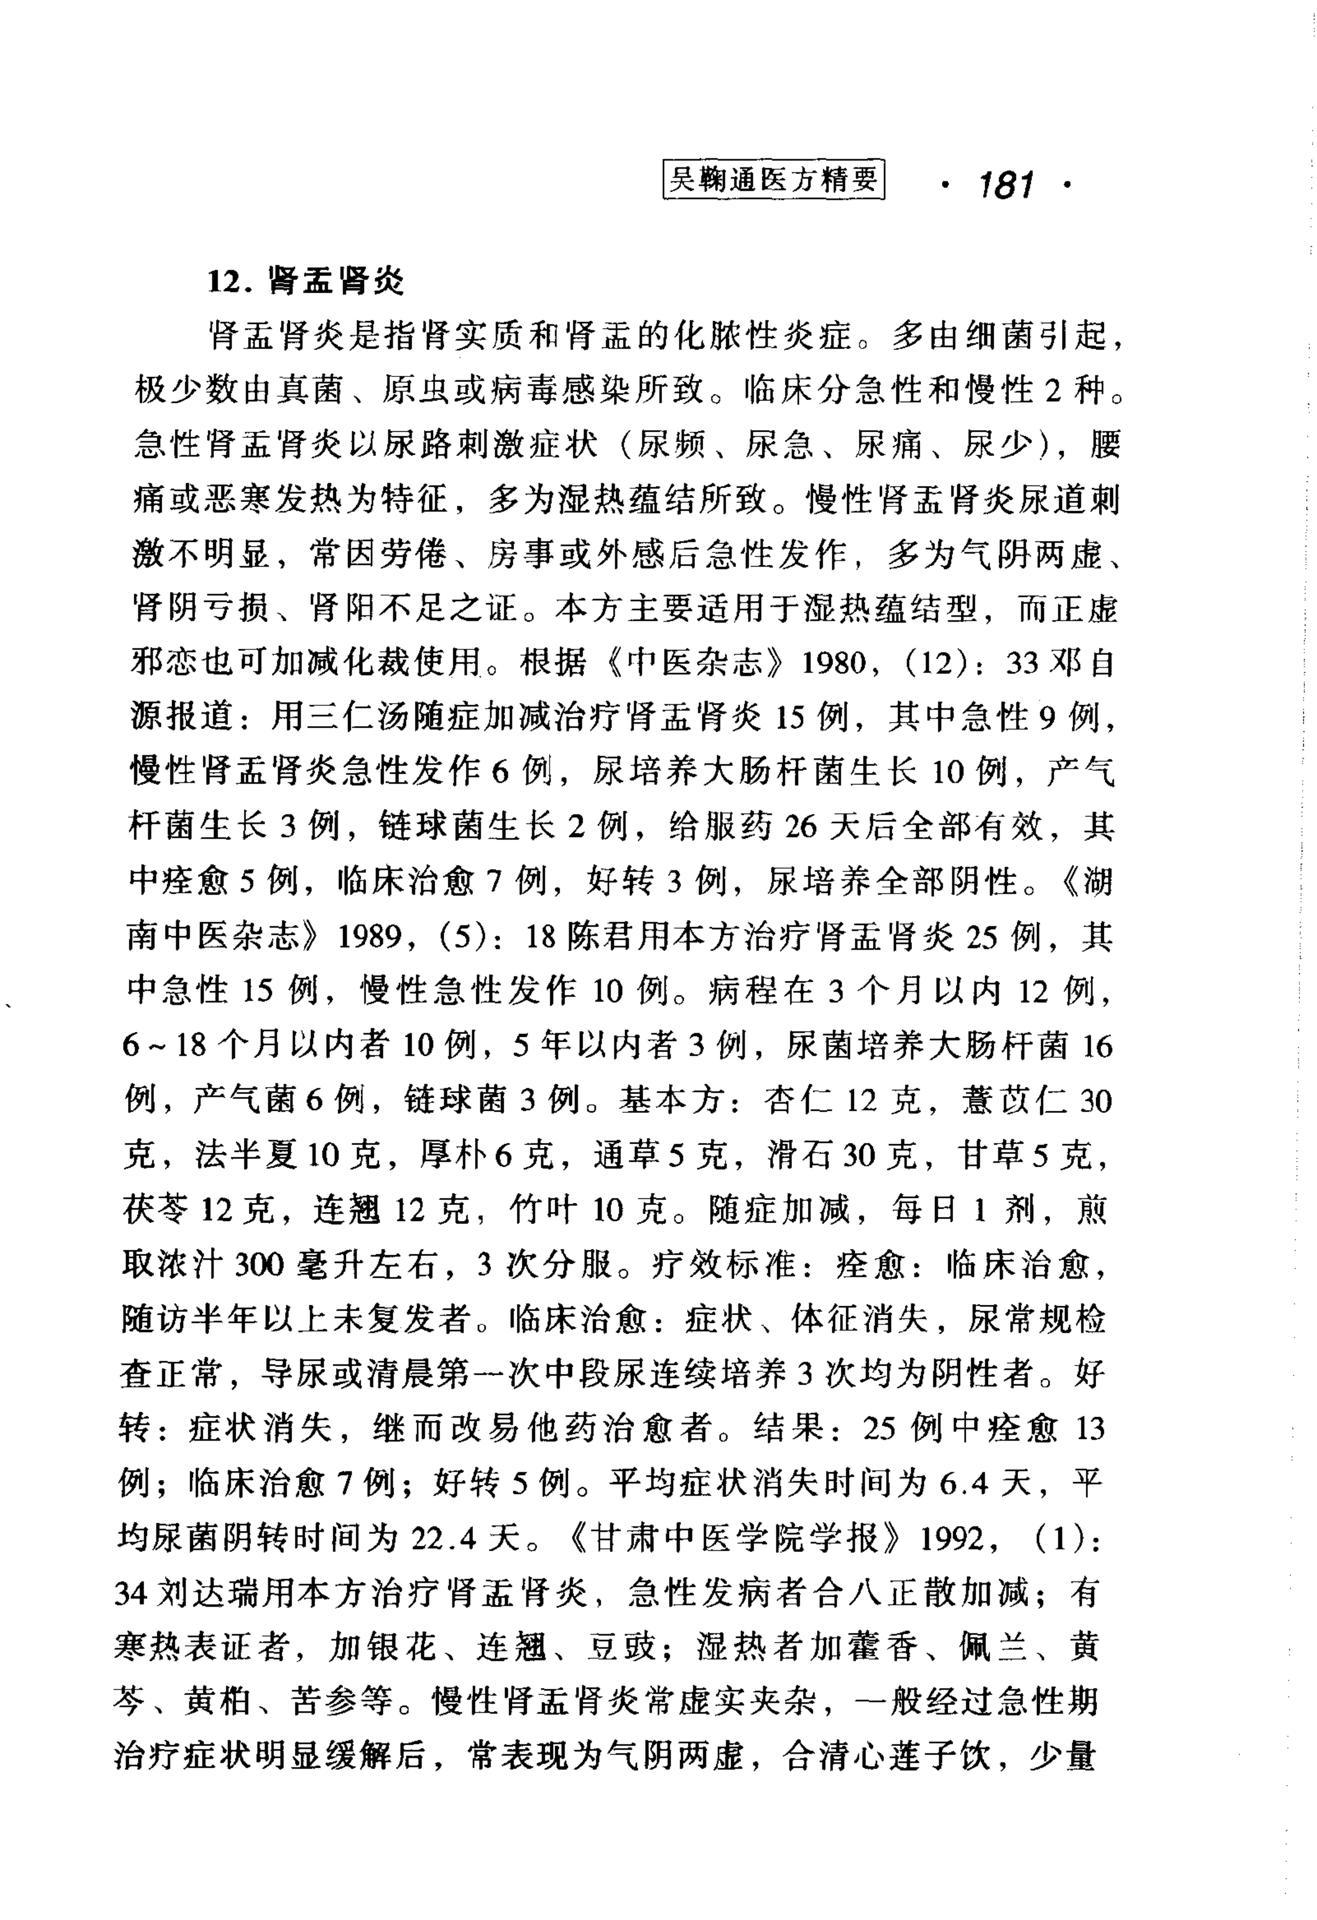 吴鞠通医方精要 · 181 ·
12. 肾盂肾炎
肾盂肾炎是指肾实质和肾盂的化脓性炎症。多由细菌引起，
极少数由真菌、原虫或病毒感染所致。临床分急性和慢性 2 种。
急性肾盂肾炎以尿路刺激症状（尿频、尿急、尿痛、尿少），腰
痛或恶寒发热为特征，多为湿热蕴结所致。慢性肾盂肾炎尿道刺
激不明显，常因劳倦、房事或外感后急性发作，多为气阴两虚、
肾阴亏损、肾阳不足之证。本方主要适用于湿热蕴结型，而正虚
邪恋也可加减化裁使用。根据《中医杂志》1980，(12)：33 邓自
源报道：用三仁汤随症加减治疗肾盂肾炎 15 例，其中急性 9 例，
慢性肾盂肾炎急性发作 6 例，尿培养大肠杆菌生长 10 例，产气
杆菌生长 3 例，链球菌生长 2 例，给服药 26 天后全部有效，其
中痊愈 5 例，临床治愈 7 例，好转 3 例，尿培养全部阴性。《湖
南中医杂志》1989，(5)：18 陈君用本方治疗肾盂肾炎 25 例，其
中急性 15 例，慢性急性发作 10 例。病程在 3 个月以内 12 例，
6～18 个月以内者 10 例，5 年以内者 3 例，尿菌培养大肠杆菌 16
例，产气菌 6 例，链球菌 3 例。基本方：杏仁 12 克，薏苡仁 30
克，法半夏 10 克，厚朴 6 克，通草 5 克，滑石 30 克，甘草 5 克，
茯苓 12 克，连翘 12 克，竹叶 10 克。随症加减，每日 1 剂，煎
取浓汁 300 毫升左右，3 次分服。疗效标准：痊愈：临床治愈，
随访半年以上未复发者。临床治愈：症状、体征消失，尿常规检
查正常，导尿或清晨第一次中段尿连续培养 3 次均为阴性者。好
转：症状消失，继而改易他药治愈者。结果：25 例中痊愈 13
例；临床治愈 7 例；好转 5 例。平均症状消失时间为 6.4 天，平
均尿菌阴转时间为 22.4 天。《甘肃中医学院学报》1992，(1)：
34 刘达瑞用本方治疗肾盂肾炎，急性发病者合八正散加减；有
寒热表证者，加银花、连翘、豆豉；湿热者加藿香、佩兰、黄
芩、黄柏、苦参等。慢性肾盂肾炎常虚实夹杂，一般经过急性期
治疗症状明显缓解后，常表现为气阴两虚，合清心莲子饮，少量